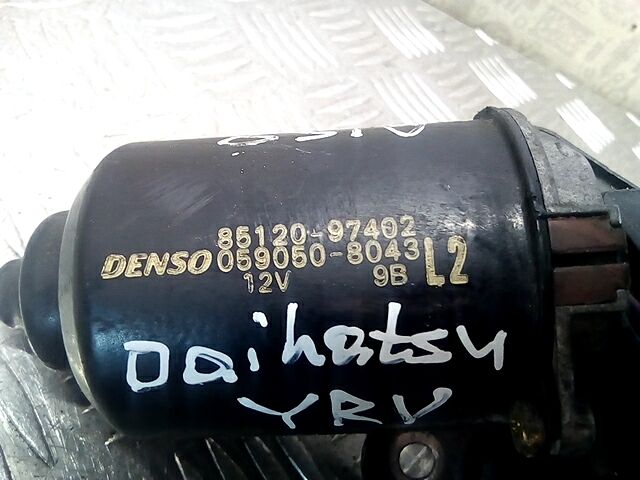 85120-97402
DENSO 059050-8043 L2
12V 9B
Daihatsu
YRV